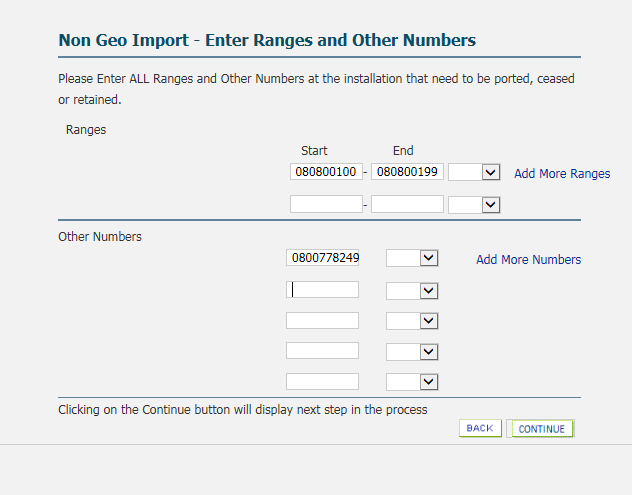 Non Geo Import - Enter Ranges and Other Numbers
Please Enter ALL Ranges and Other Numbers at the installation that need to be ported, ceased
or retained.
Ranges
Start End
080800100 - 080800199 Add More Ranges
-
Other Numbers
0800778249 Add More Numbers
Clicking on the Continue button will display next step in the process
BACK CONTINUE